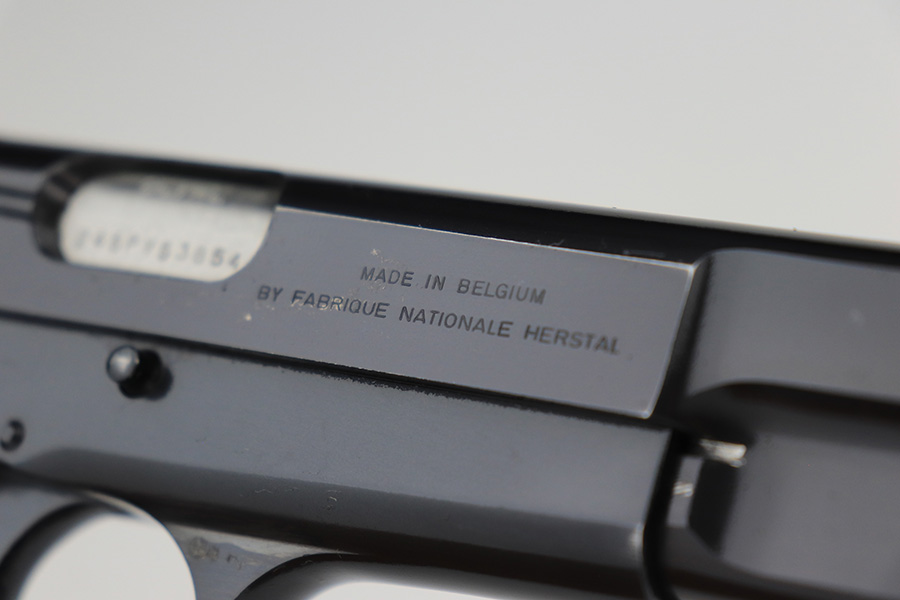 MADE IN BELGIUM
BY FABRIQUE NATIONALE HERSTAL